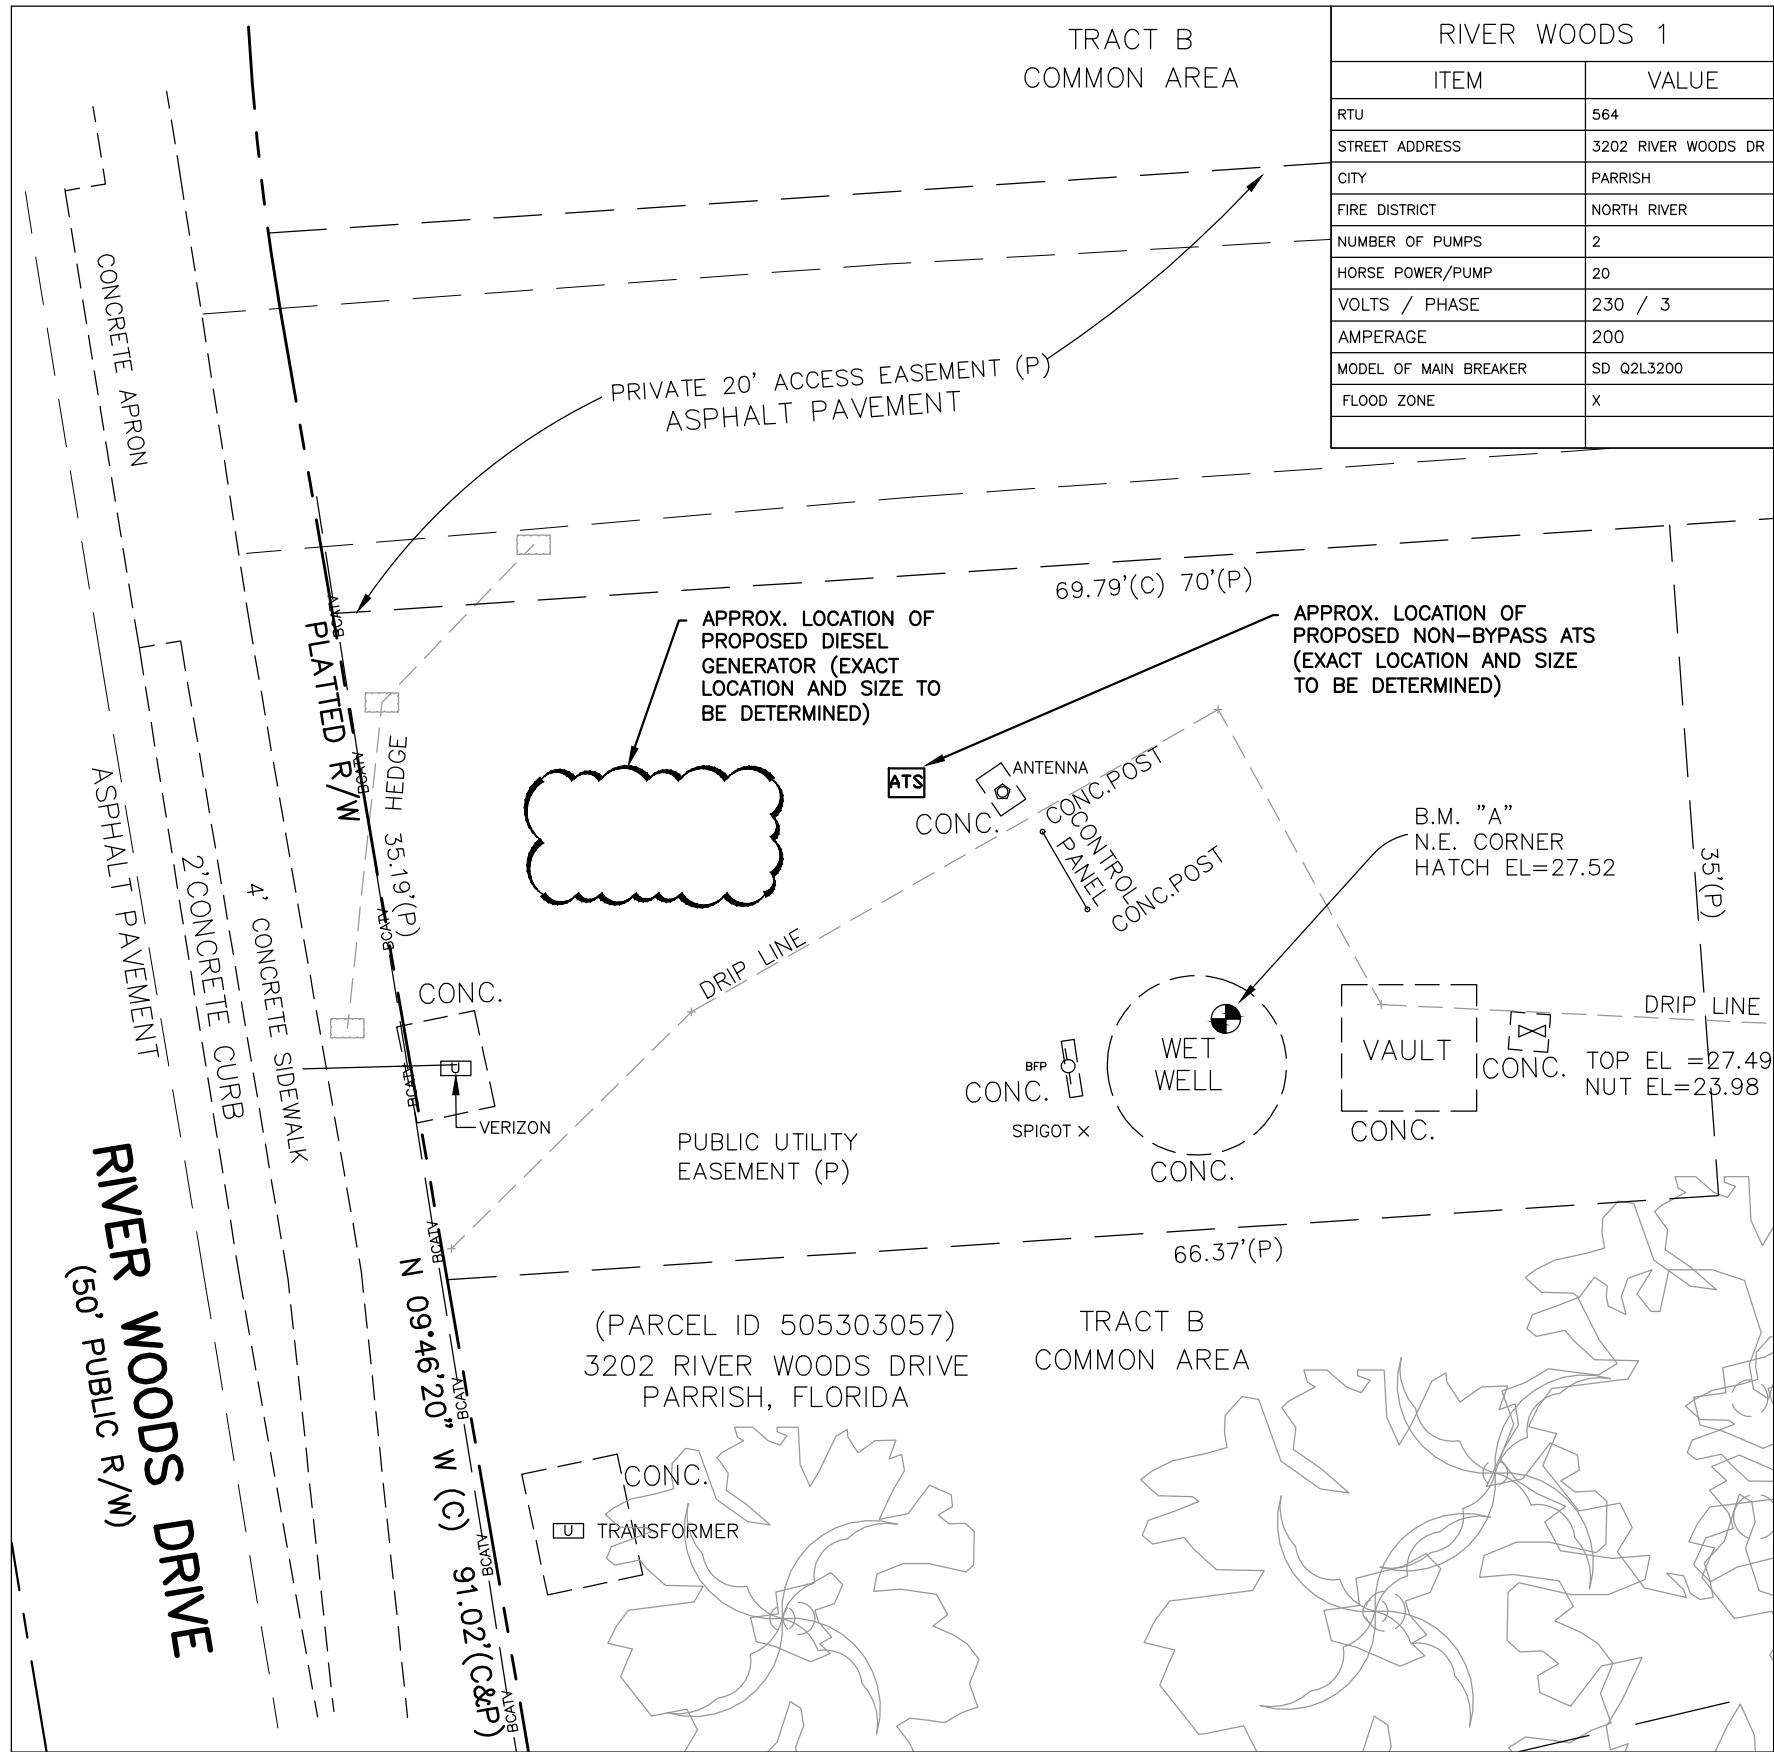 TRACT B
COMMON AREA
RIVER WOODS 1
ITEM VALUE
RTU 564
STREET ADDRESS 3202 RIVER WOODS DR
CITY PARRISH
FIRE DISTRICT NORTH RIVER
NUMBER OF PUMPS 2
HORSE POWER/PUMP 20
VOLTS / PHASE 230 / 3
AMPERAGE 200
MODEL OF MAIN BREAKER SD Q2L3200
FLOOD ZONE X
CONCRETE APRON
PRIVATE 20' ACCESS EASEMENT (P)
ASPHALT PAVEMENT
69.79'(C) 70'(P)
APPROX. LOCATION OF
PROPOSED DIESEL
GENERATOR (EXACT
LOCATION AND SIZE TO
BE DETERMINED)
APPROX. LOCATION OF
PROPOSED NON-BYPASS ATS
(EXACT LOCATION AND SIZE
TO BE DETERMINED)
BCATV
PLATTED R/W
BCATV
HEDGE
35.19'(P)
BCATV
ATS
CONC.
ANTENNA
CONC.POST
CONTROL
PANEL
CONC.POST
B.M. "A"
N.E. CORNER
HATCH EL=27.52
35'(P)
ASPHALT PAVEMENT
2'CONCRETE CURB
4' CONCRETE SIDEWALK
DRIP LINE
CONC.
BCATV
U
VERIZON
BFP
CONC.
SPIGOT
WET
WELL
CONC.
VAULT
CONC.
DRIP LINE
CONC.
TOP EL =27.49
NUT EL=23.98
PUBLIC UTILITY
EASEMENT (P)
66.37'(P)
RIVER WOODS DRIVE
(50' PUBLIC R/W)
BCATV
N 09°46'20" W (C) 91.02'(C&P)
BCATV
BCATV
BCATV
(PARCEL ID 505303057)
3202 RIVER WOODS DRIVE
PARRISH, FLORIDA
TRACT B
COMMON AREA
CONC.
U TRANSFORMER